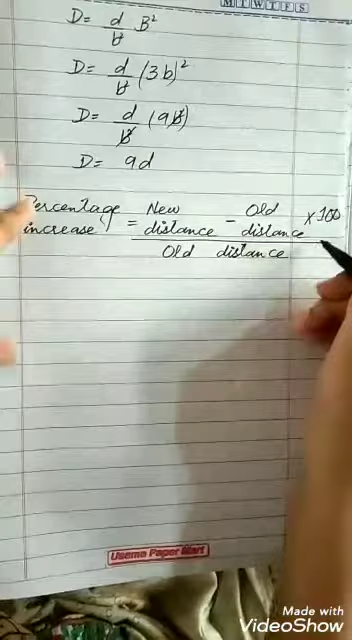 M T W T F S
D = d/b B²
D = d/b (3b)²
D = d/b (9b)
D = 9d
Percentage increase = New distance - Old distance / Old distance × 100
Useme Paper Mart
Made with
VideoShow